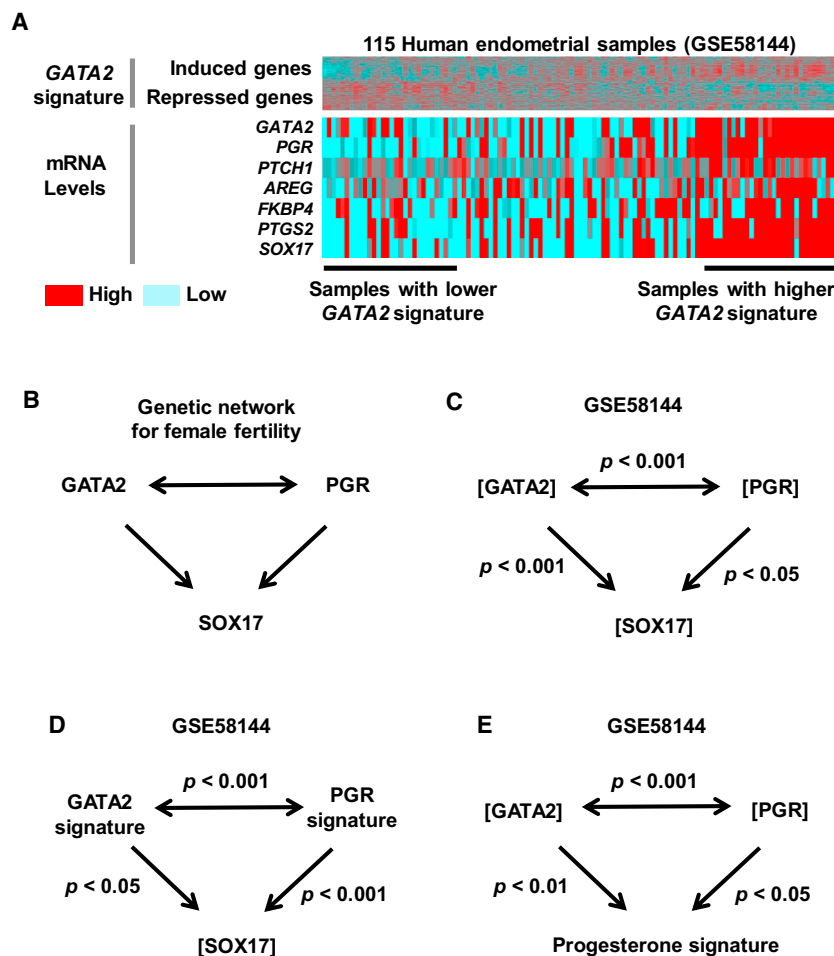 A
115 Human endometrial samples (GSE58144)
GATA2
signature
Induced genes
Repressed genes
mRNA
Levels
GATA2
PGR
PTCH1
AREG
FKBP4
PTGS2
SOX17
High
Low
Samples with lower
GATA2 signature
Samples with higher
GATA2 signature
B
Genetic network
for female fertility
GATA2
PGR
SOX17
C
GSE58144
p < 0.001
[GATA2]
[PGR]
p < 0.001
p < 0.05
[SOX17]
D
GSE58144
p < 0.001
GATA2
signature
PGR
signature
p < 0.05
p < 0.001
[SOX17]
E
GSE58144
p < 0.001
[GATA2]
[PGR]
p < 0.01
p < 0.05
Progesterone signature